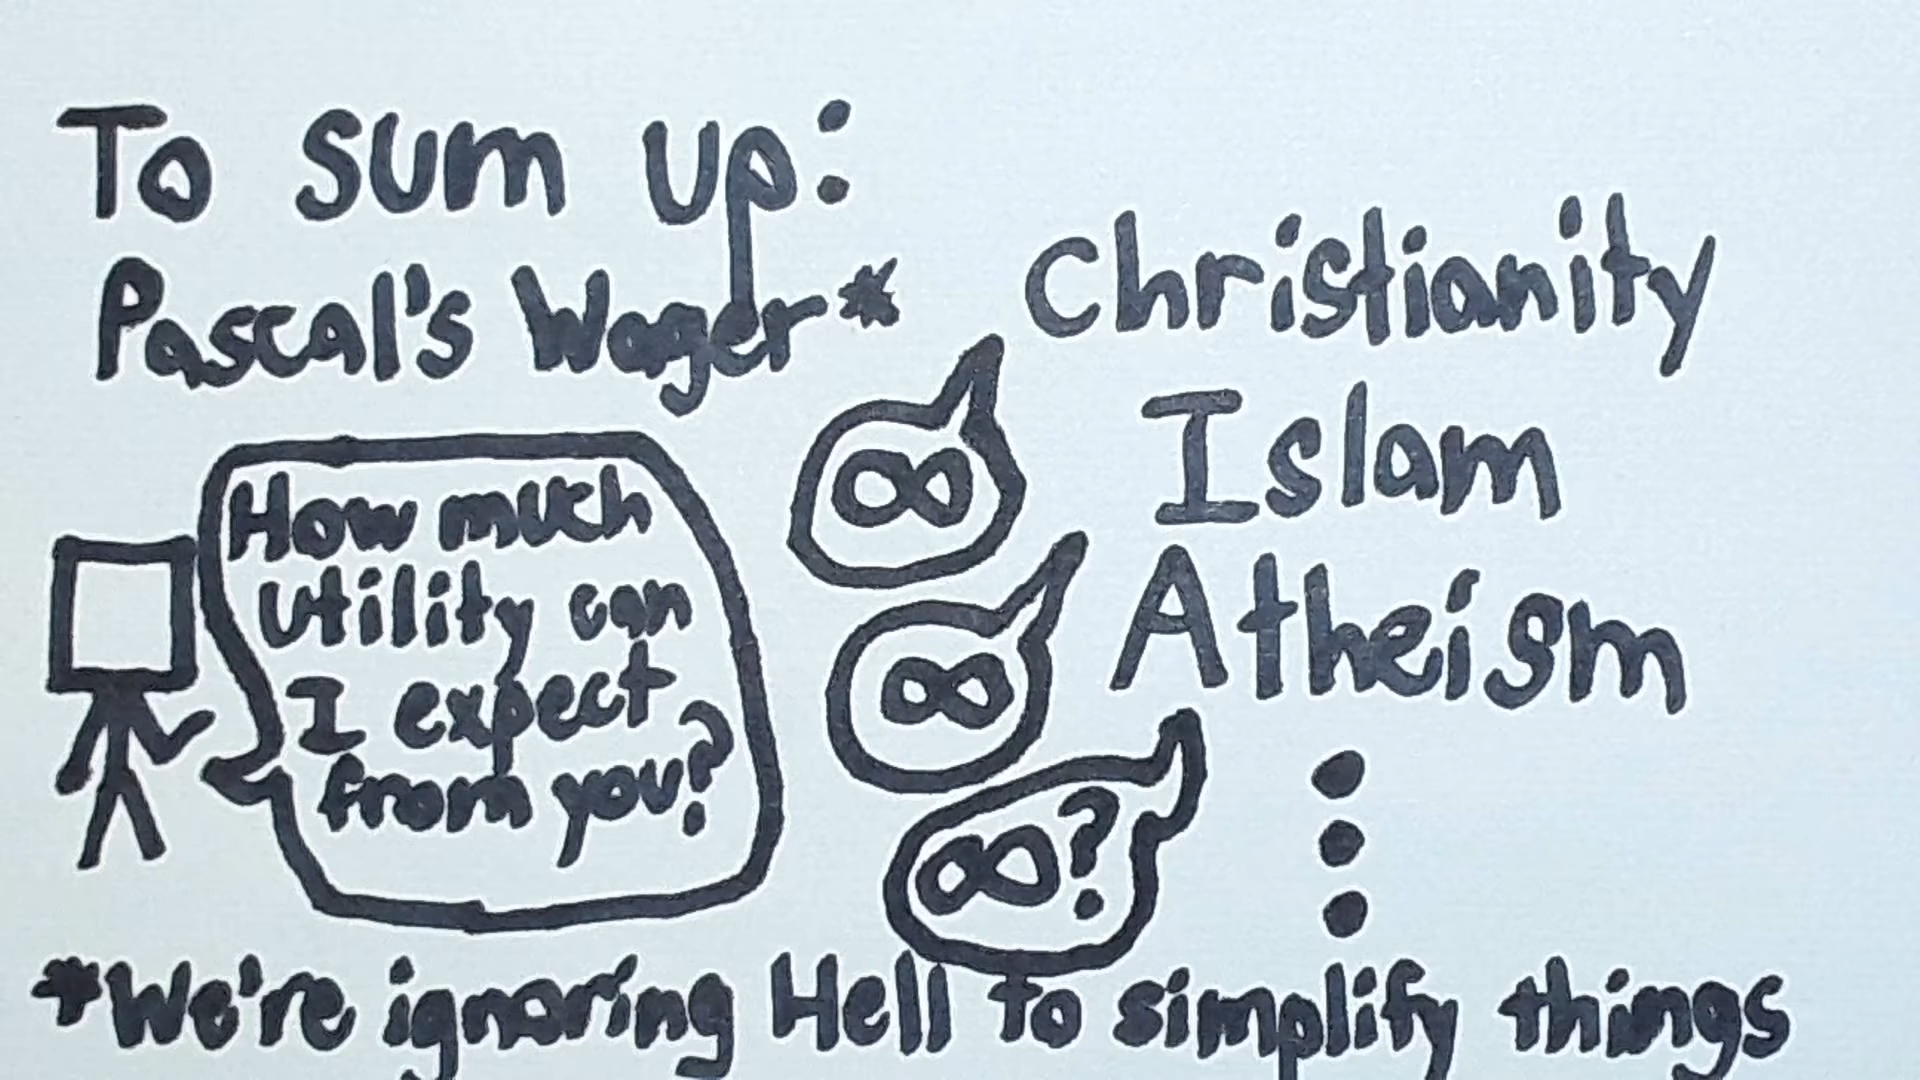 To sum up:
Pascal's Wager*
Christianity
Islam
Atheism
How much
utility can
I expect
from you?
∞
∞
∞?
*We're ignoring Hell to simplify things